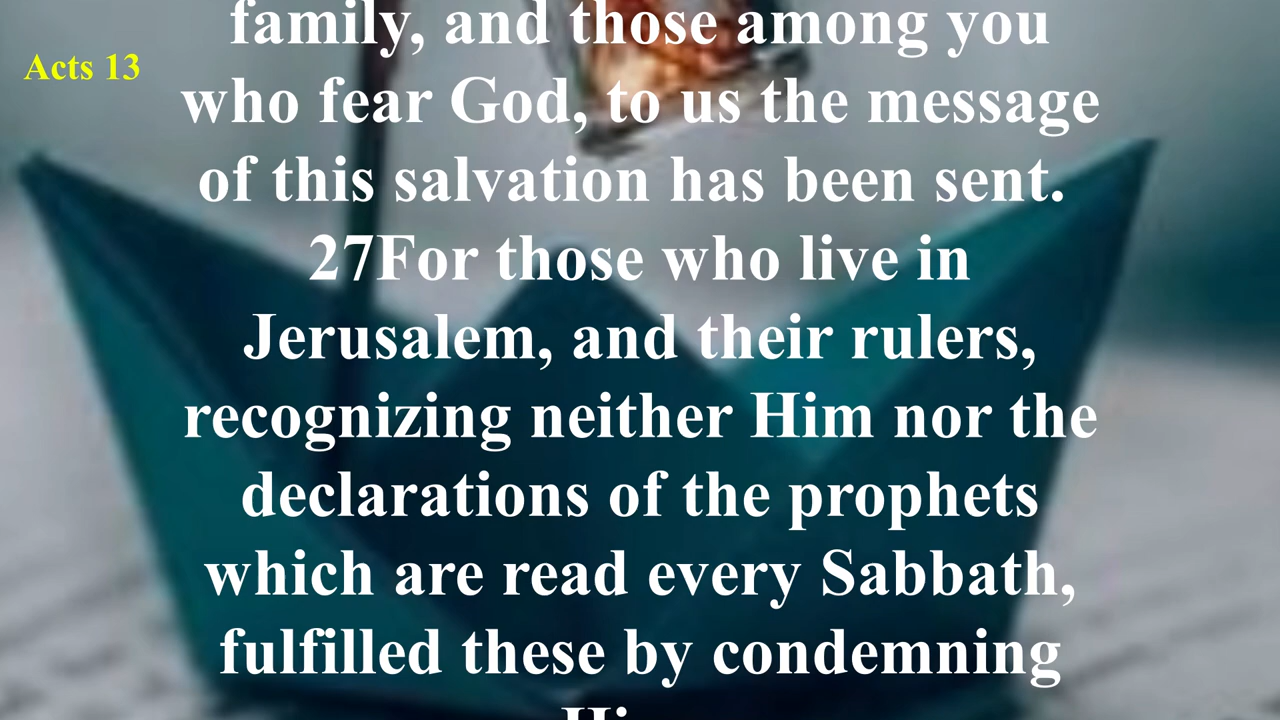 family, and those among you
Acts 13
who fear God, to us the message
of this salvation has been sent.
27For those who live in
Jerusalem, and their rulers,
recognizing neither Him nor the
declarations of the prophets
which are read every Sabbath,
fulfilled these by condemning